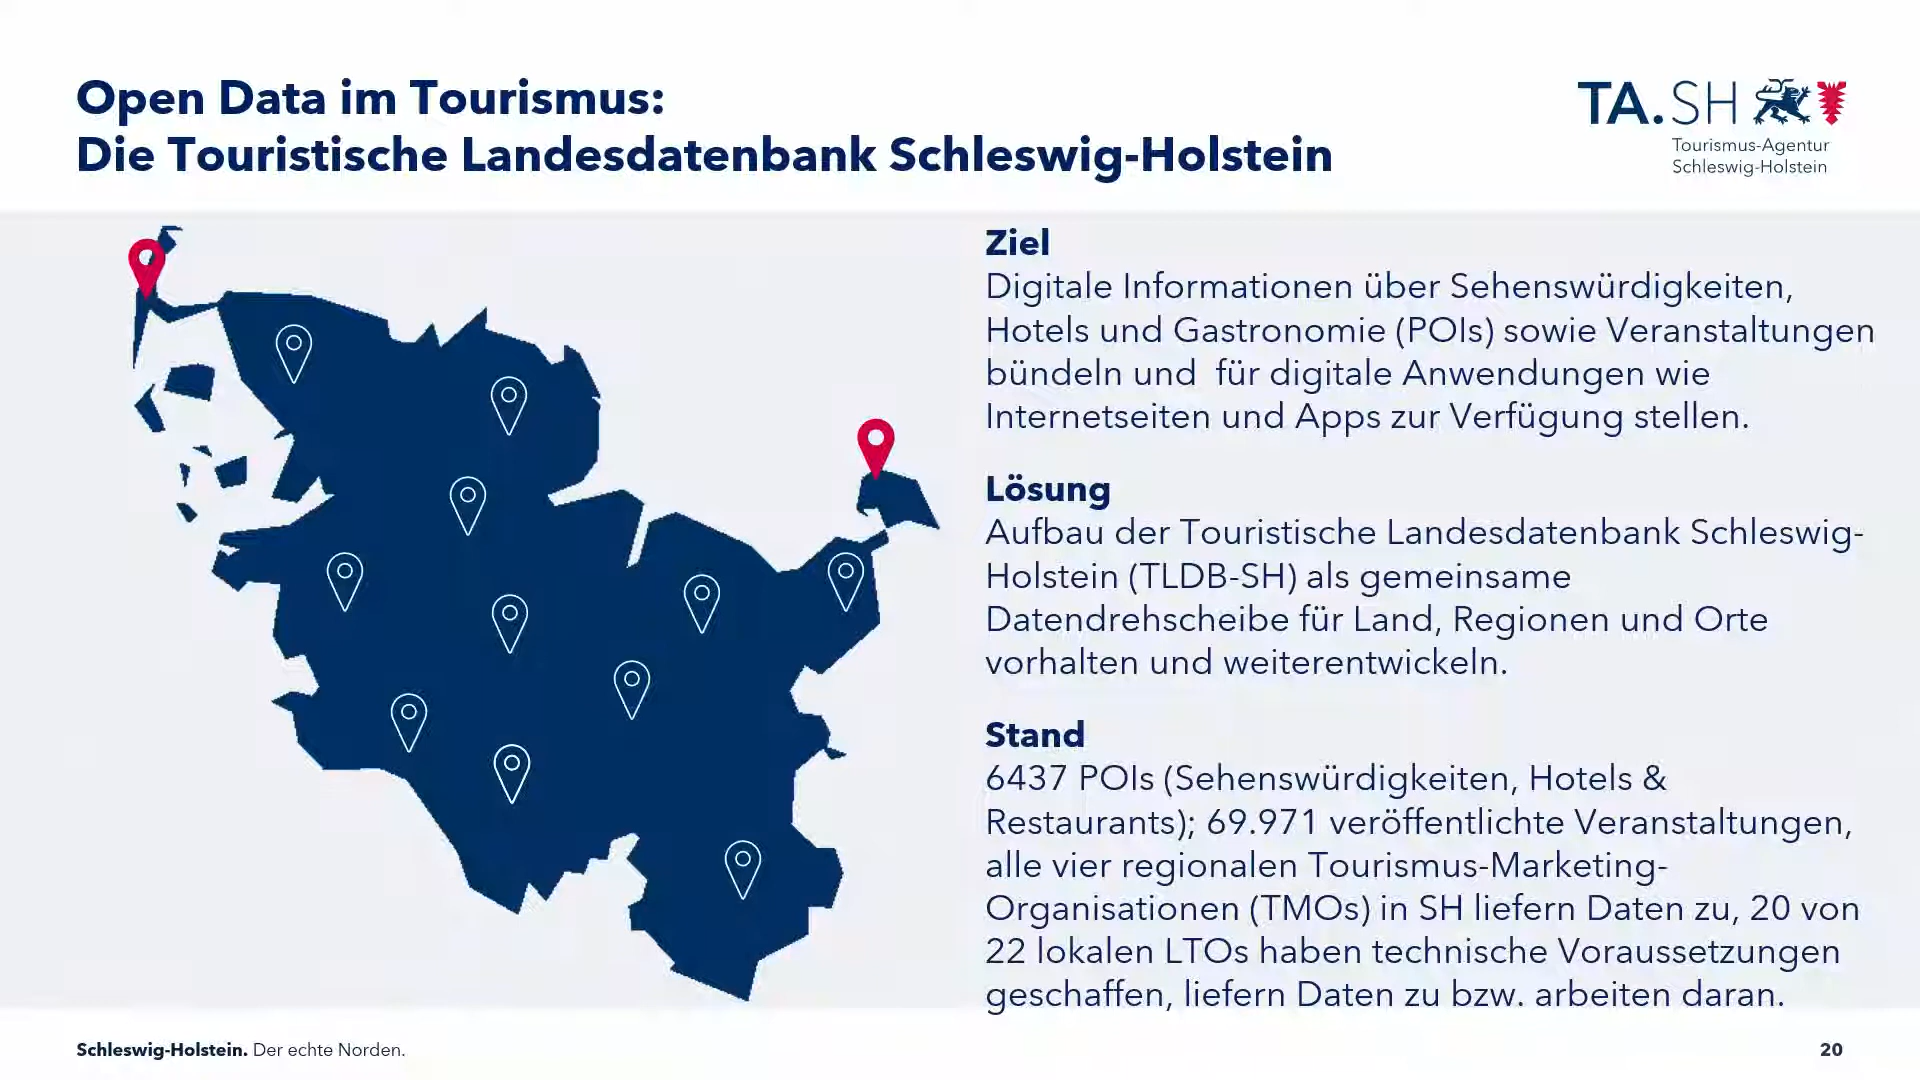 Open Data im Tourismus:
Die Touristische Landesdatenbank Schleswig-Holstein
TA.SH
Tourismus-Agentur
Schleswig-Holstein
Ziel
Digitale Informationen über Sehenswürdigkeiten,
Hotels und Gastronomie (POIs) sowie Veranstaltungen
bündeln und  für digitale Anwendungen wie
Internetseiten und Apps zur Verfügung stellen.
Lösung
Aufbau der Touristische Landesdatenbank Schleswig-
Holstein (TLDB-SH) als gemeinsame
Datendrehscheibe für Land, Regionen und Orte
vorhalten und weiterentwickeln.
Stand
6437 POIs (Sehenswürdigkeiten, Hotels &
Restaurants); 69.971 veröffentlichte Veranstaltungen,
alle vier regionalen Tourismus-Marketing-
Organisationen (TMOs) in SH liefern Daten zu, 20 von
22 lokalen LTOs haben technische Voraussetzungen
geschaffen, liefern Daten zu bzw. arbeiten daran.
Schleswig-Holstein. Der echte Norden.
20